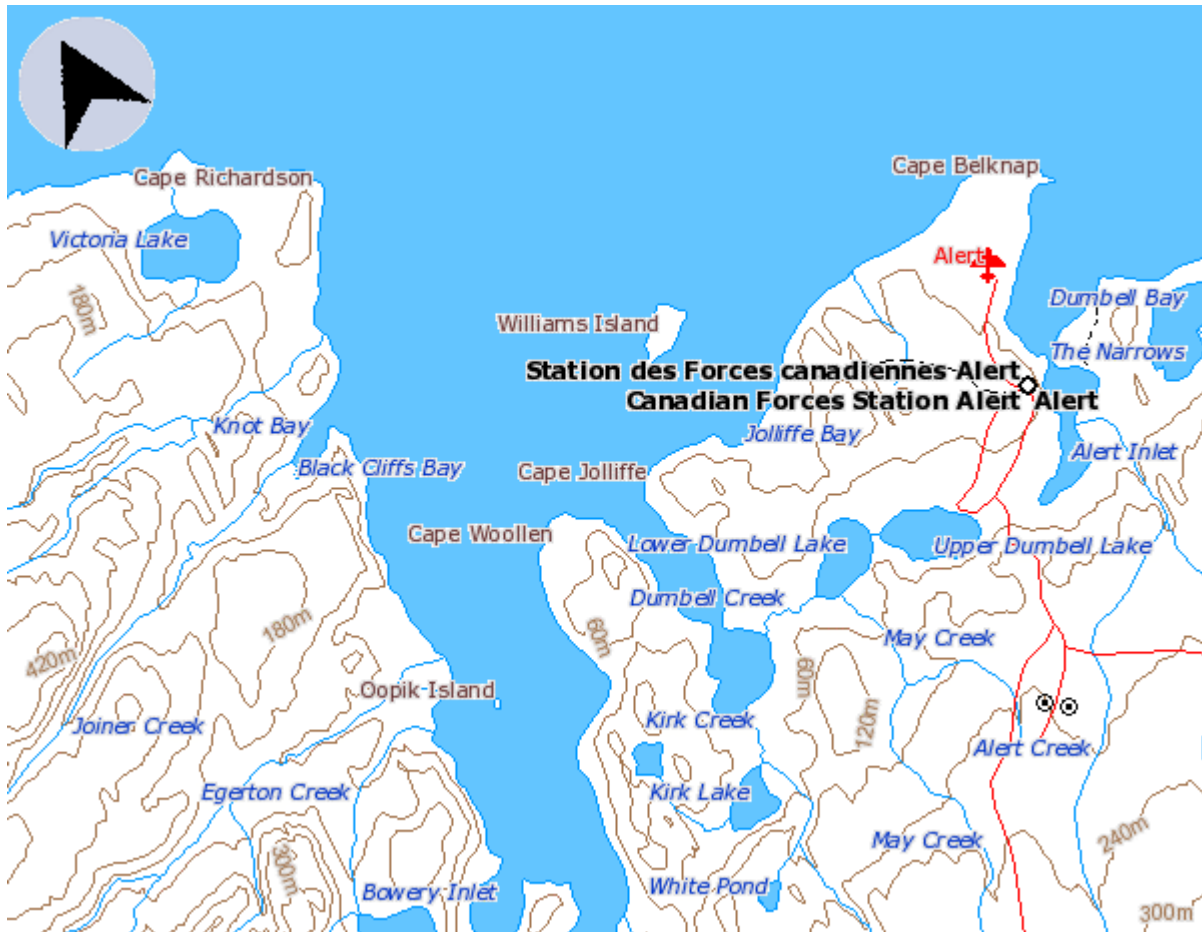 Cape Richardson
Cape Belknap
Victoria Lake
Alert
180m
Dumbell Bay
Williams Island
The Narrows
Station des Forces canadiennes Alert
Canadian Forces Station Alert Alert
Knot Bay
Jolliffe Bay
Alert Inlet
Black Cliffs Bay
Cape Jolliffe
Cape Woollen
Lower Dumbell Lake
Upper Dumbell Lake
Dumbell Creek
180m
60m
May Creek
420m
60m
Oopik Island
Joiner Creek
Kirk Creek
120m
Alert Creek
Egerton Creek
Kirk Lake
May Creek
240m
300m
Bowery Inlet
White Pond
300m